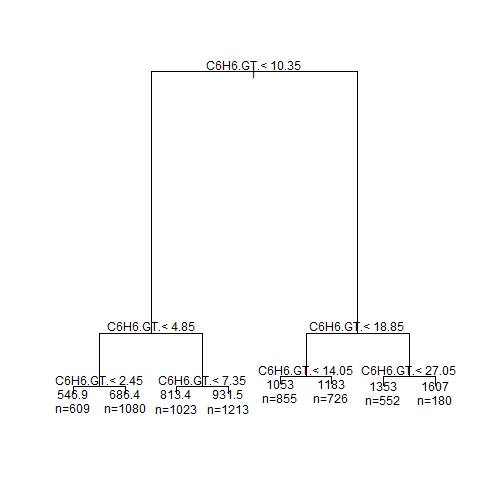 C6H6.GT.< 10.35
C6H6.GT.< 4.85
C6H6.GT.< 18.85
C6H6.GT.< 2.45
C6H6.GT.< 7.35
C6H6.GT.< 14.05
C6H6.GT.< 27.05
546.9
n=609
686.4
n=1080
813.4
n=1023
931.5
n=1213
1053
n=855
1183
n=726
1353
n=552
1607
n=180